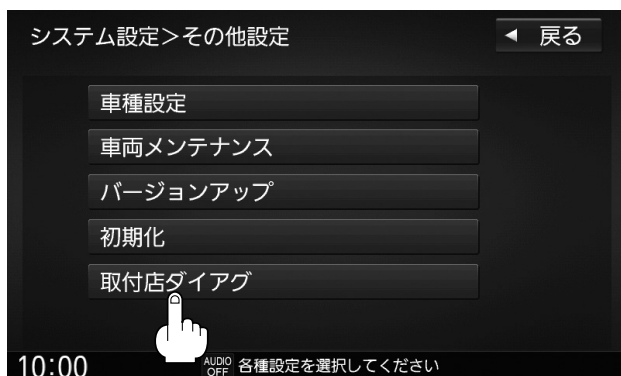 システム設定＞その他設定
◀ 戻る
車種設定
車両メンテナンス
バージョンアップ
初期化
取付店ダイアグ
10:00
AUDIO OFF 各種設定を選択してください